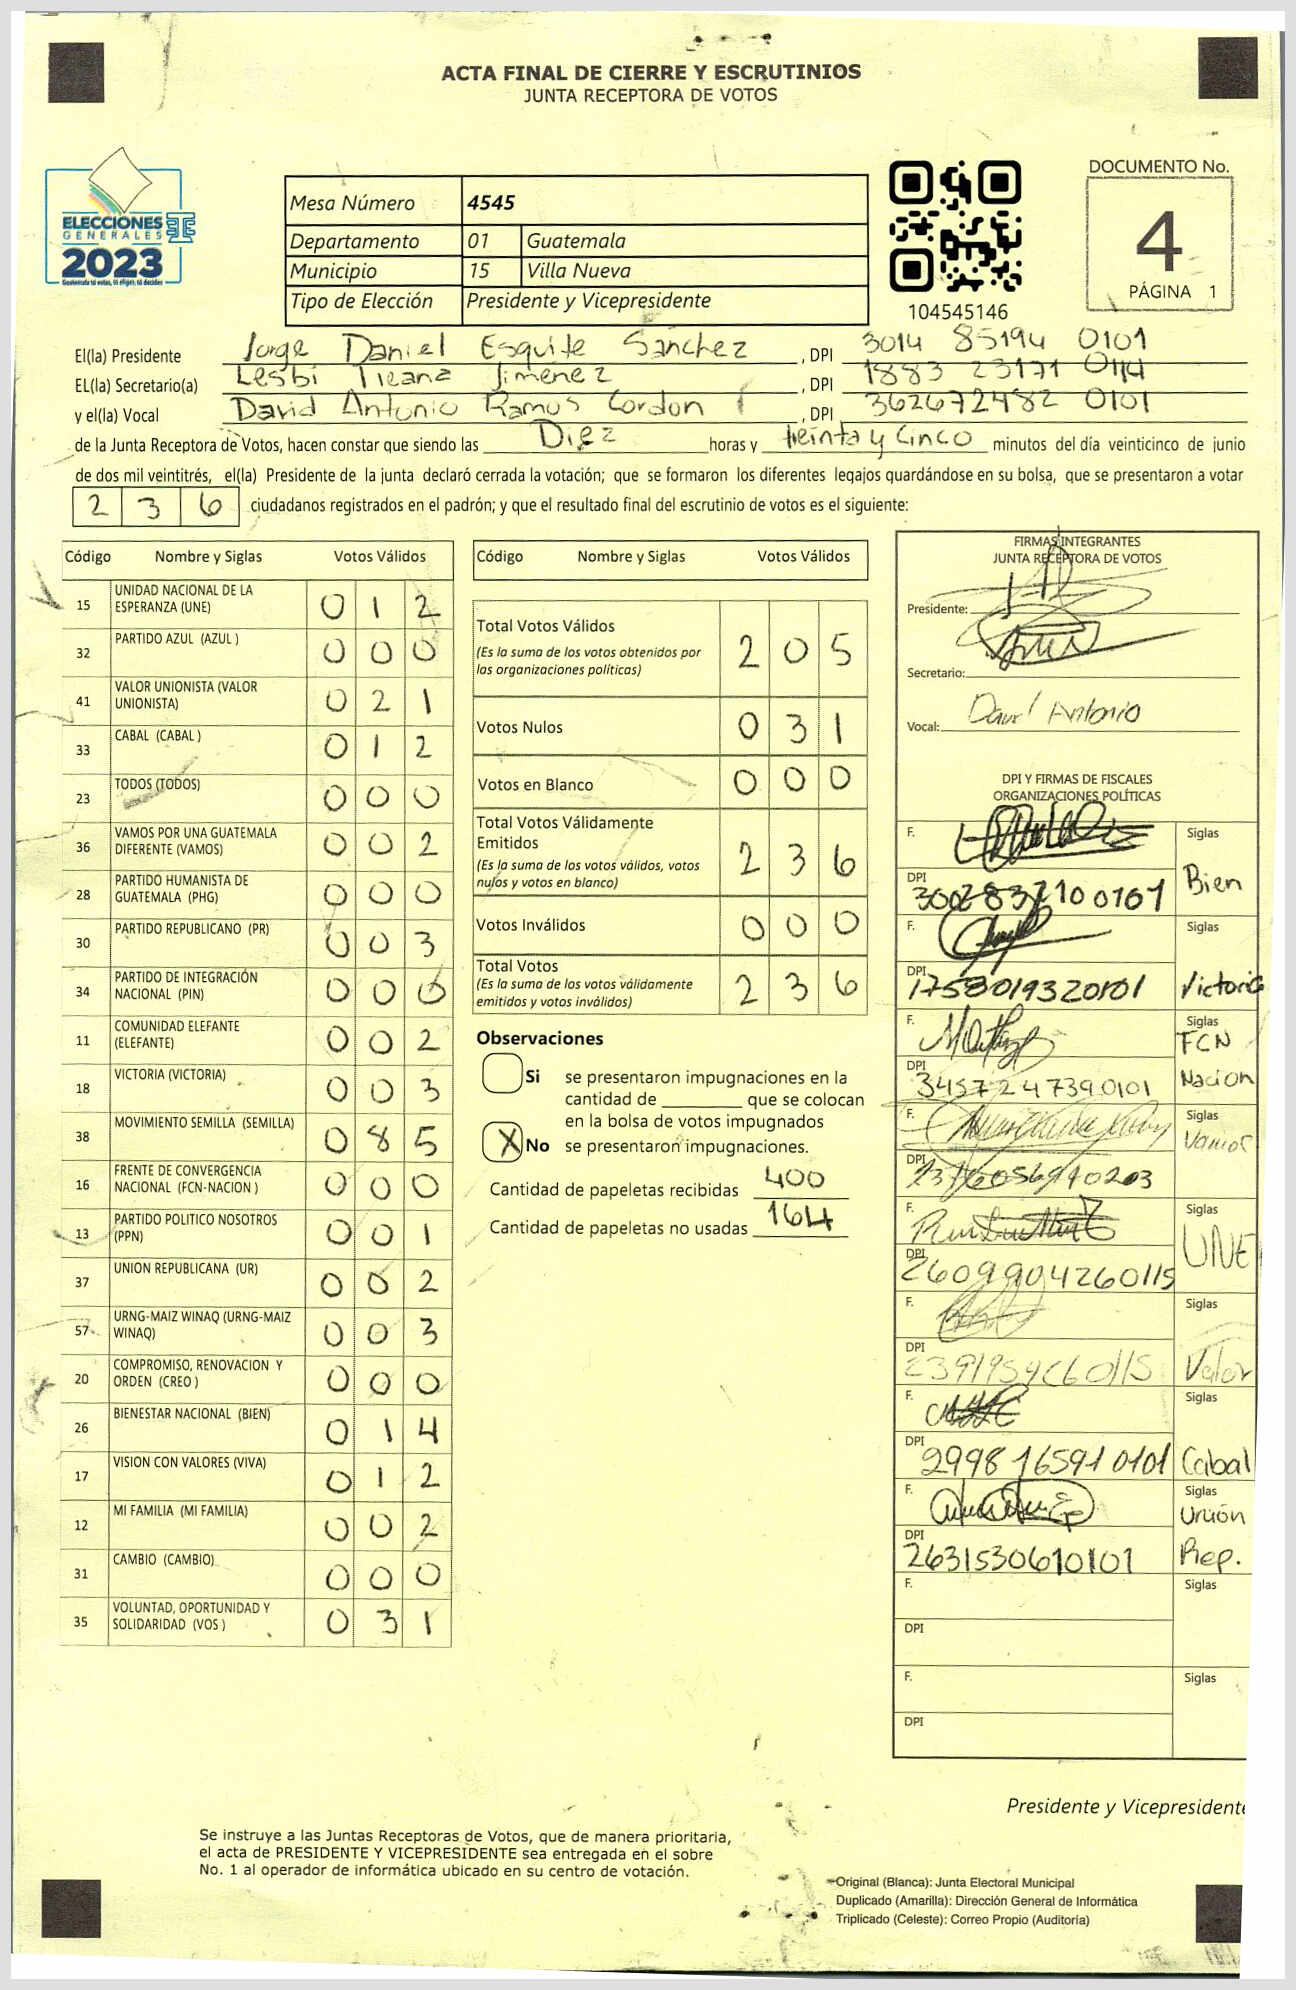 ACTA FINAL DE CIERRE Y ESCRUTINIOS
JUNTA RECEPTORA DE VOTOS
ELECCIONES
GENERALES
2023
Guatemala tú votas, tú eliges, tú decides
Mesa Número 4545
Departamento 01 Guatemala
Municipio 15 Villa Nueva
Tipo de Elección Presidente y Vicepresidente
104545146
DOCUMENTO No.
4
PÁGINA 1
El(la) Presidente Jorge Daniel Esquite Sanchez , DPI 3014 85194 0101
EL(la) Secretario(a) Lesbi Ileana Jimenez , DPI 1883 23171 0114
y el(la) Vocal David Antonio Ramos Cordon , DPI 362672482 0101
de la Junta Receptora de Votos, hacen constar que siendo las Diez horas y treinta y cinco minutos del día veinticinco de junio
de dos mil veintitrés, el(la) Presidente de la junta declaró cerrada la votación; que se formaron los diferentes legajos quardándose en su bolsa, que se presentaron a votar
2 3 6 ciudadanos registrados en el padrón; y que el resultado final del escrutinio de votos es el siguiente:
Código Nombre y Siglas Votos Válidos
15 UNIDAD NACIONAL DE LA ESPERANZA (UNE) 0 1 2
32 PARTIDO AZUL (AZUL ) 0 0 0
41 VALOR UNIONISTA (VALOR UNIONISTA) 0 2 1
33 CABAL (CABAL ) 0 1 2
23 TODOS (TODOS) 0 0 0
36 VAMOS POR UNA GUATEMALA DIFERENTE (VAMOS) 0 0 2
28 PARTIDO HUMANISTA DE GUATEMALA (PHG) 0 0 0
30 PARTIDO REPUBLICANO (PR) 0 0 3
34 PARTIDO DE INTEGRACIÓN NACIONAL (PIN) 0 0 0
11 COMUNIDAD ELEFANTE (ELEFANTE) 0 0 2
18 VICTORIA (VICTORIA) 0 0 3
38 MOVIMIENTO SEMILLA (SEMILLA) 0 8 5
16 FRENTE DE CONVERGENCIA NACIONAL (FCN-NACION ) 0 0 0
13 PARTIDO POLITICO NOSOTROS (PPN) 0 0 1
37 UNION REPUBLICANA (UR) 0 0 2
57 URNG-MAIZ WINAQ (URNG-MAIZ WINAQ) 0 0 3
20 COMPROMISO, RENOVACION Y ORDEN (CREO ) 0 0 0
26 BIENESTAR NACIONAL (BIEN) 0 1 4
17 VISION CON VALORES (VIVA) 0 1 2
12 MI FAMILIA (MI FAMILIA) 0 0 2
31 CAMBIO (CAMBIO) 0 0 0
35 VOLUNTAD, OPORTUNIDAD Y SOLIDARIDAD (VOS ) 0 3 1
Código Nombre y Siglas Votos Válidos
Total Votos Válidos 2 0 5
(Es la suma de los votos obtenidos por
las organizaciones políticas)
Votos Nulos 0 3 1
Votos en Blanco 0 0 0
Total Votos Válidamente
Emitidos 2 3 6
(Es la suma de los votos válidos, votos
nulos y votos en blanco)
Votos Inválidos 0 0 0
Total Votos 2 3 6
(Es la suma de los votos válidamente
emitidos y votos inválidos)
Observaciones
Si se presentaron impugnaciones en la
cantidad de ________ que se colocan
en la bolsa de votos impugnados
X No se presentaron impugnaciones.
Cantidad de papeletas recibidas 400
Cantidad de papeletas no usadas 164
FIRMAS INTEGRANTES
JUNTA RECEPTORA DE VOTOS
Presidente:
Secretario:
Vocal: David Antonio
DPI Y FIRMAS DE FISCALES
ORGANIZACIONES POLÍTICAS
F. Siglas
DPI 3002837100101 Bien
F. Siglas
DPI 1758019320101 Victoria
F. Siglas FCN
DPI 3457247390101 Nacion
F. Siglas Vamos
DPI
F. Siglas UNE
DPI 2609904260115
F. Siglas
DPI Valor
F. Siglas
DPI 2998165910101 Cabal
F. Siglas Unión
DPI 2631530610101 Rep.
F. Siglas
DPI
F. Siglas
DPI
Presidente y Vicepresidente
Se instruye a las Juntas Receptoras de Votos, que de manera prioritaria,
el acta de PRESIDENTE Y VICEPRESIDENTE sea entregada en el sobre
No. 1 al operador de informática ubicado en su centro de votación.
Original (Blanca): Junta Electoral Municipal
Duplicado (Amarilla): Dirección General de Informática
Triplicado (Celeste): Correo Propio (Auditoría)